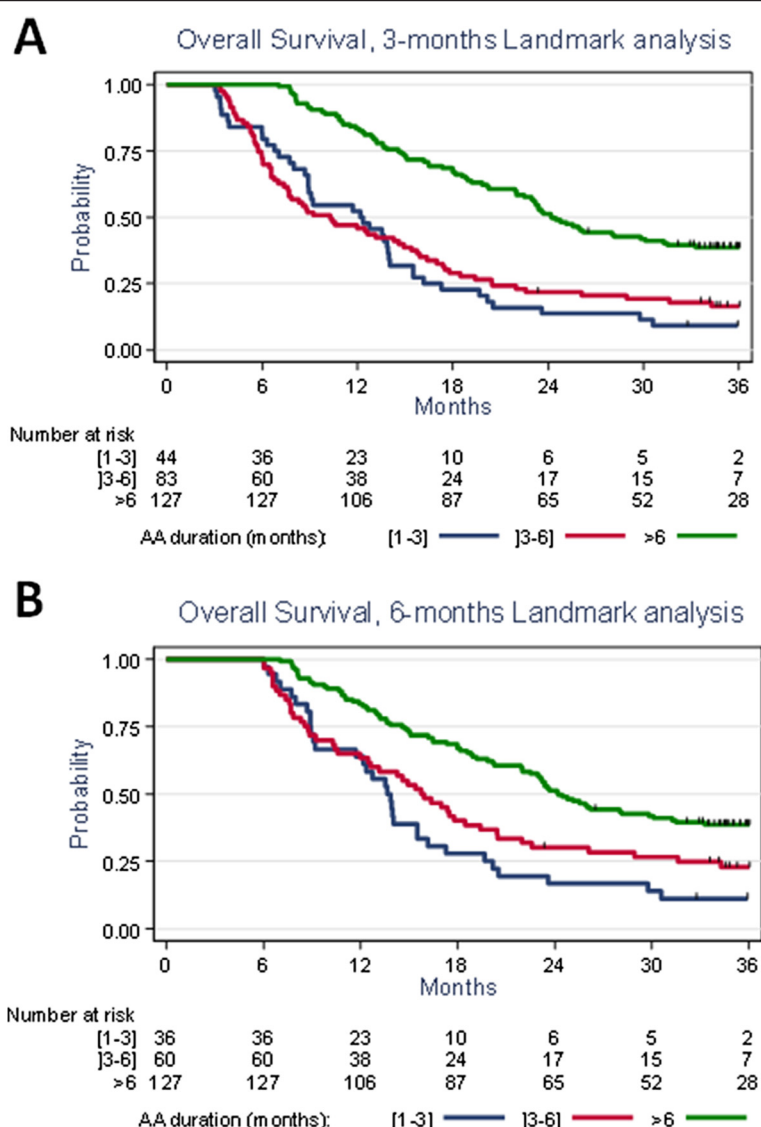 A
Overall Survival, 3-months Landmark analysis
Probability
1.00
0.75
0.50
0.25
0.00
0 6 12 18 24 30 36
Months
Number at risk
[1-3] 44 36 23 10 6 5 2
]3-6] 83 60 38 24 17 15 7
>6 127 127 106 87 65 52 28
AA duration (months): [1-3] ]3-6] >6
B
Overall Survival, 6-months Landmark analysis
Probability
1.00
0.75
0.50
0.25
0.00
0 6 12 18 24 30 36
Months
Number at risk
[1-3] 36 36 23 10 6 5 2
]3-6] 60 60 38 24 17 15 7
>6 127 127 106 87 65 52 28
AA duration (months): [1-3] ]3-6] >6